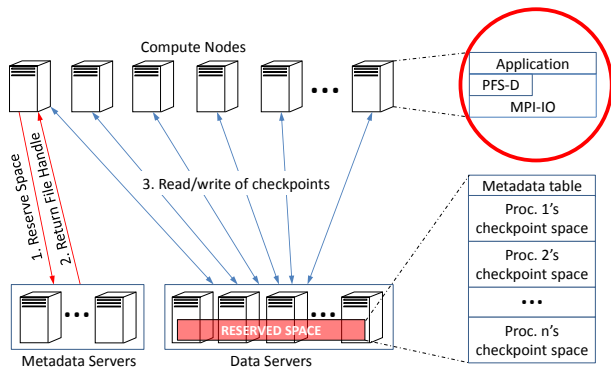 Compute Nodes
Application
PFS-D
MPI-IO
...
1. Reserve Space
2. Return File Handle
3. Read/write of checkpoints
Metadata table
Proc. 1's
checkpoint space
Proc. 2's
checkpoint space
...
Proc. n's
checkpoint space
...
...
RESERVED SPACE
Metadata Servers
Data Servers